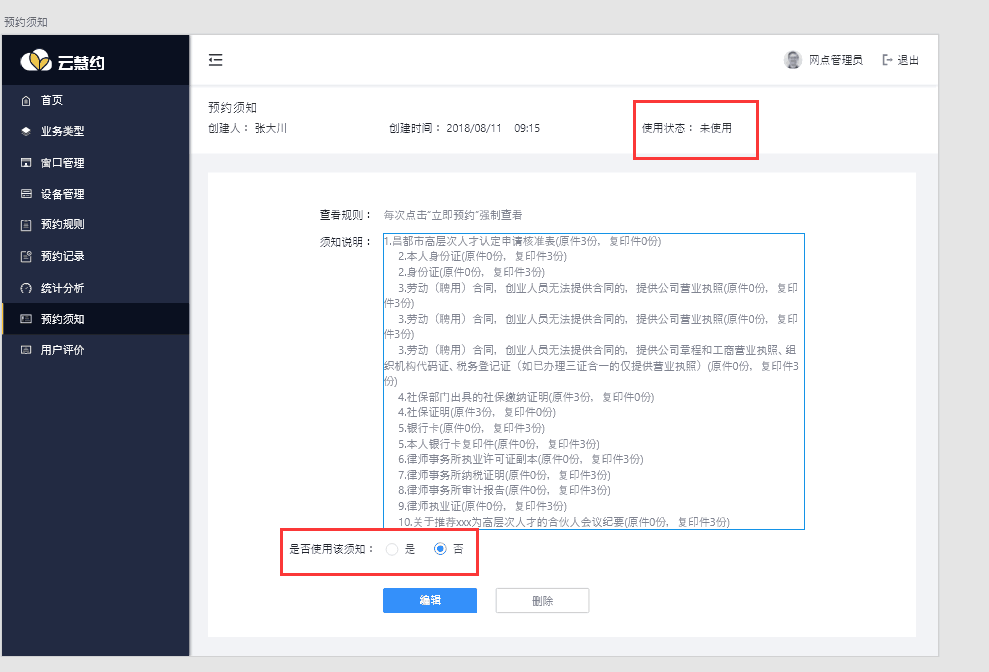 预约须知
云慧约
网点管理员
退出
首页
业务类型
窗口管理
设备管理
预约规则
预约记录
统计分析
预约须知
用户评价
预约须知
创建人： 张大川
创建时间： 2018/08/11 09:15
使用状态： 未使用
查看规则： 每次点击“立即预约”强制查看
须知说明：
1.昌都市高层次人才认定申请核准表(原件3份, 复印件0份)
2.本人身份证(原件0份, 复印件3份)
2.身份证(原件0份, 复印件3份)
3.劳动（聘用）合同, 创业人员无法提供合同的, 提供公司营业执照(原件0份, 复印
件3份)
3.劳动（聘用）合同, 创业人员无法提供合同的, 提供公司营业执照(原件0份, 复印
件3份)
3.劳动（聘用）合同, 创业人员无法提供合同的, 提供公司章程和工商营业执照、组
织机构代码证、税务登记证（如已办理三证合一的仅提供营业执照）(原件0份, 复印件3
份)
4.社保部门出具的社保缴纳证明(原件3份, 复印件0份)
4.社保证明(原件3份, 复印件0份)
5.银行卡(原件0份, 复印件3份)
5.本人银行卡复印件(原件0份, 复印件3份)
6.律师事务所执业许可证副本(原件0份, 复印件3份)
7.律师事务所纳税证明(原件0份, 复印件3份)
8.律师事务所审计报告(原件0份, 复印件3份)
9.律师执业证(原件0份, 复印件3份)
10.关于推荐xxx为高层次人才的合伙人会议纪要(原件0份, 复印件3份)
是否使用该须知： 是 否
编辑
删除